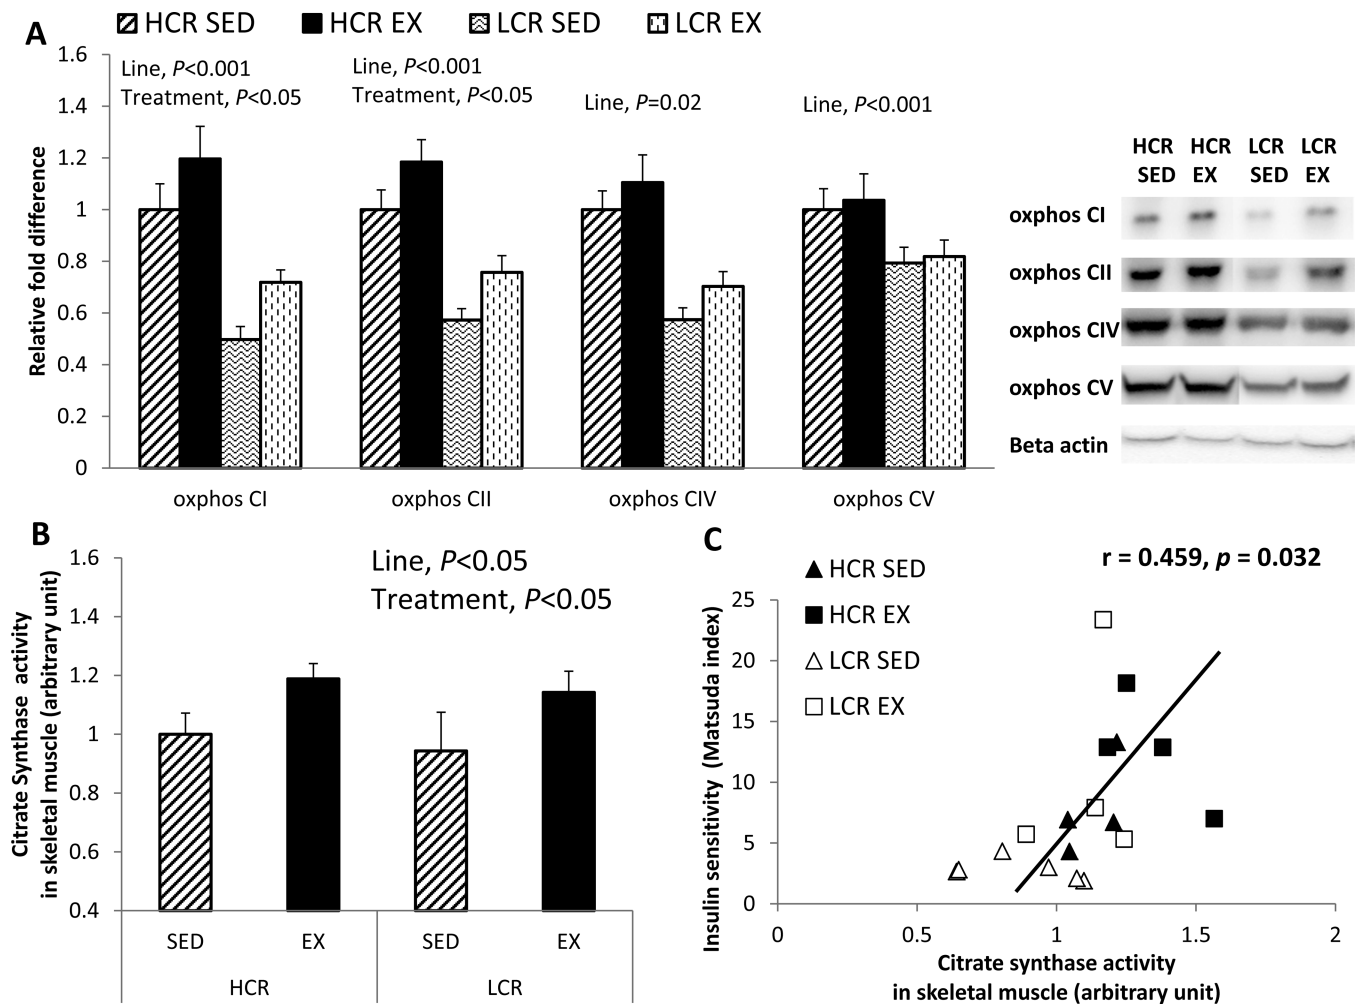 A
HCR SED HCR EX LCR SED LCR EX
Relative fold difference
1.6
1.4
1.2
1
0.8
0.6
0.4
0.2
0
Line, P<0.001
Treatment, P<0.05
Line, P<0.001
Treatment, P<0.05
Line, P=0.02
Line, P<0.001
oxphos CI oxphos CII oxphos CIV oxphos CV
HCR HCR LCR LCR
SED EX SED EX
oxphos CI
oxphos CII
oxphos CIV
oxphos CV
Beta actin
B
Citrate Synthase activity
in skeletal muscle (arbitrary unit)
1.6
1.4
1.2
1
0.8
0.6
0.4
Line, P<0.05
Treatment, P<0.05
SED EX SED EX
HCR LCR
C
r = 0.459, p = 0.032
HCR SED
HCR EX
LCR SED
LCR EX
Insulin sensitivity (Matsuda index)
25
20
15
10
5
0
0 0.5 1 1.5 2
Citrate synthase activity
in skeletal muscle (arbitrary unit)